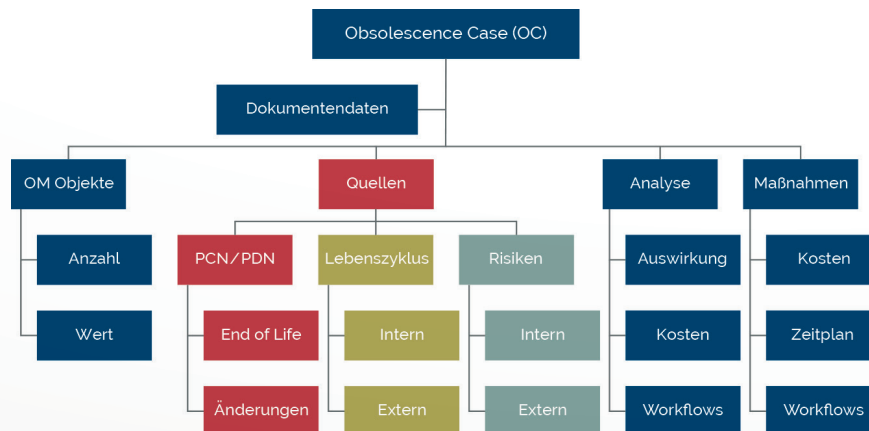 Obsolescence Case (OC)
Dokumentendaten
OM Objekte
Quellen
Analyse
Maßnahmen
Anzahl
PCN/PDN
Lebenszyklus
Risiken
Auswirkung
Kosten
Wert
End of Life
Intern
Intern
Kosten
Zeitplan
Änderungen
Extern
Extern
Workflows
Workflows